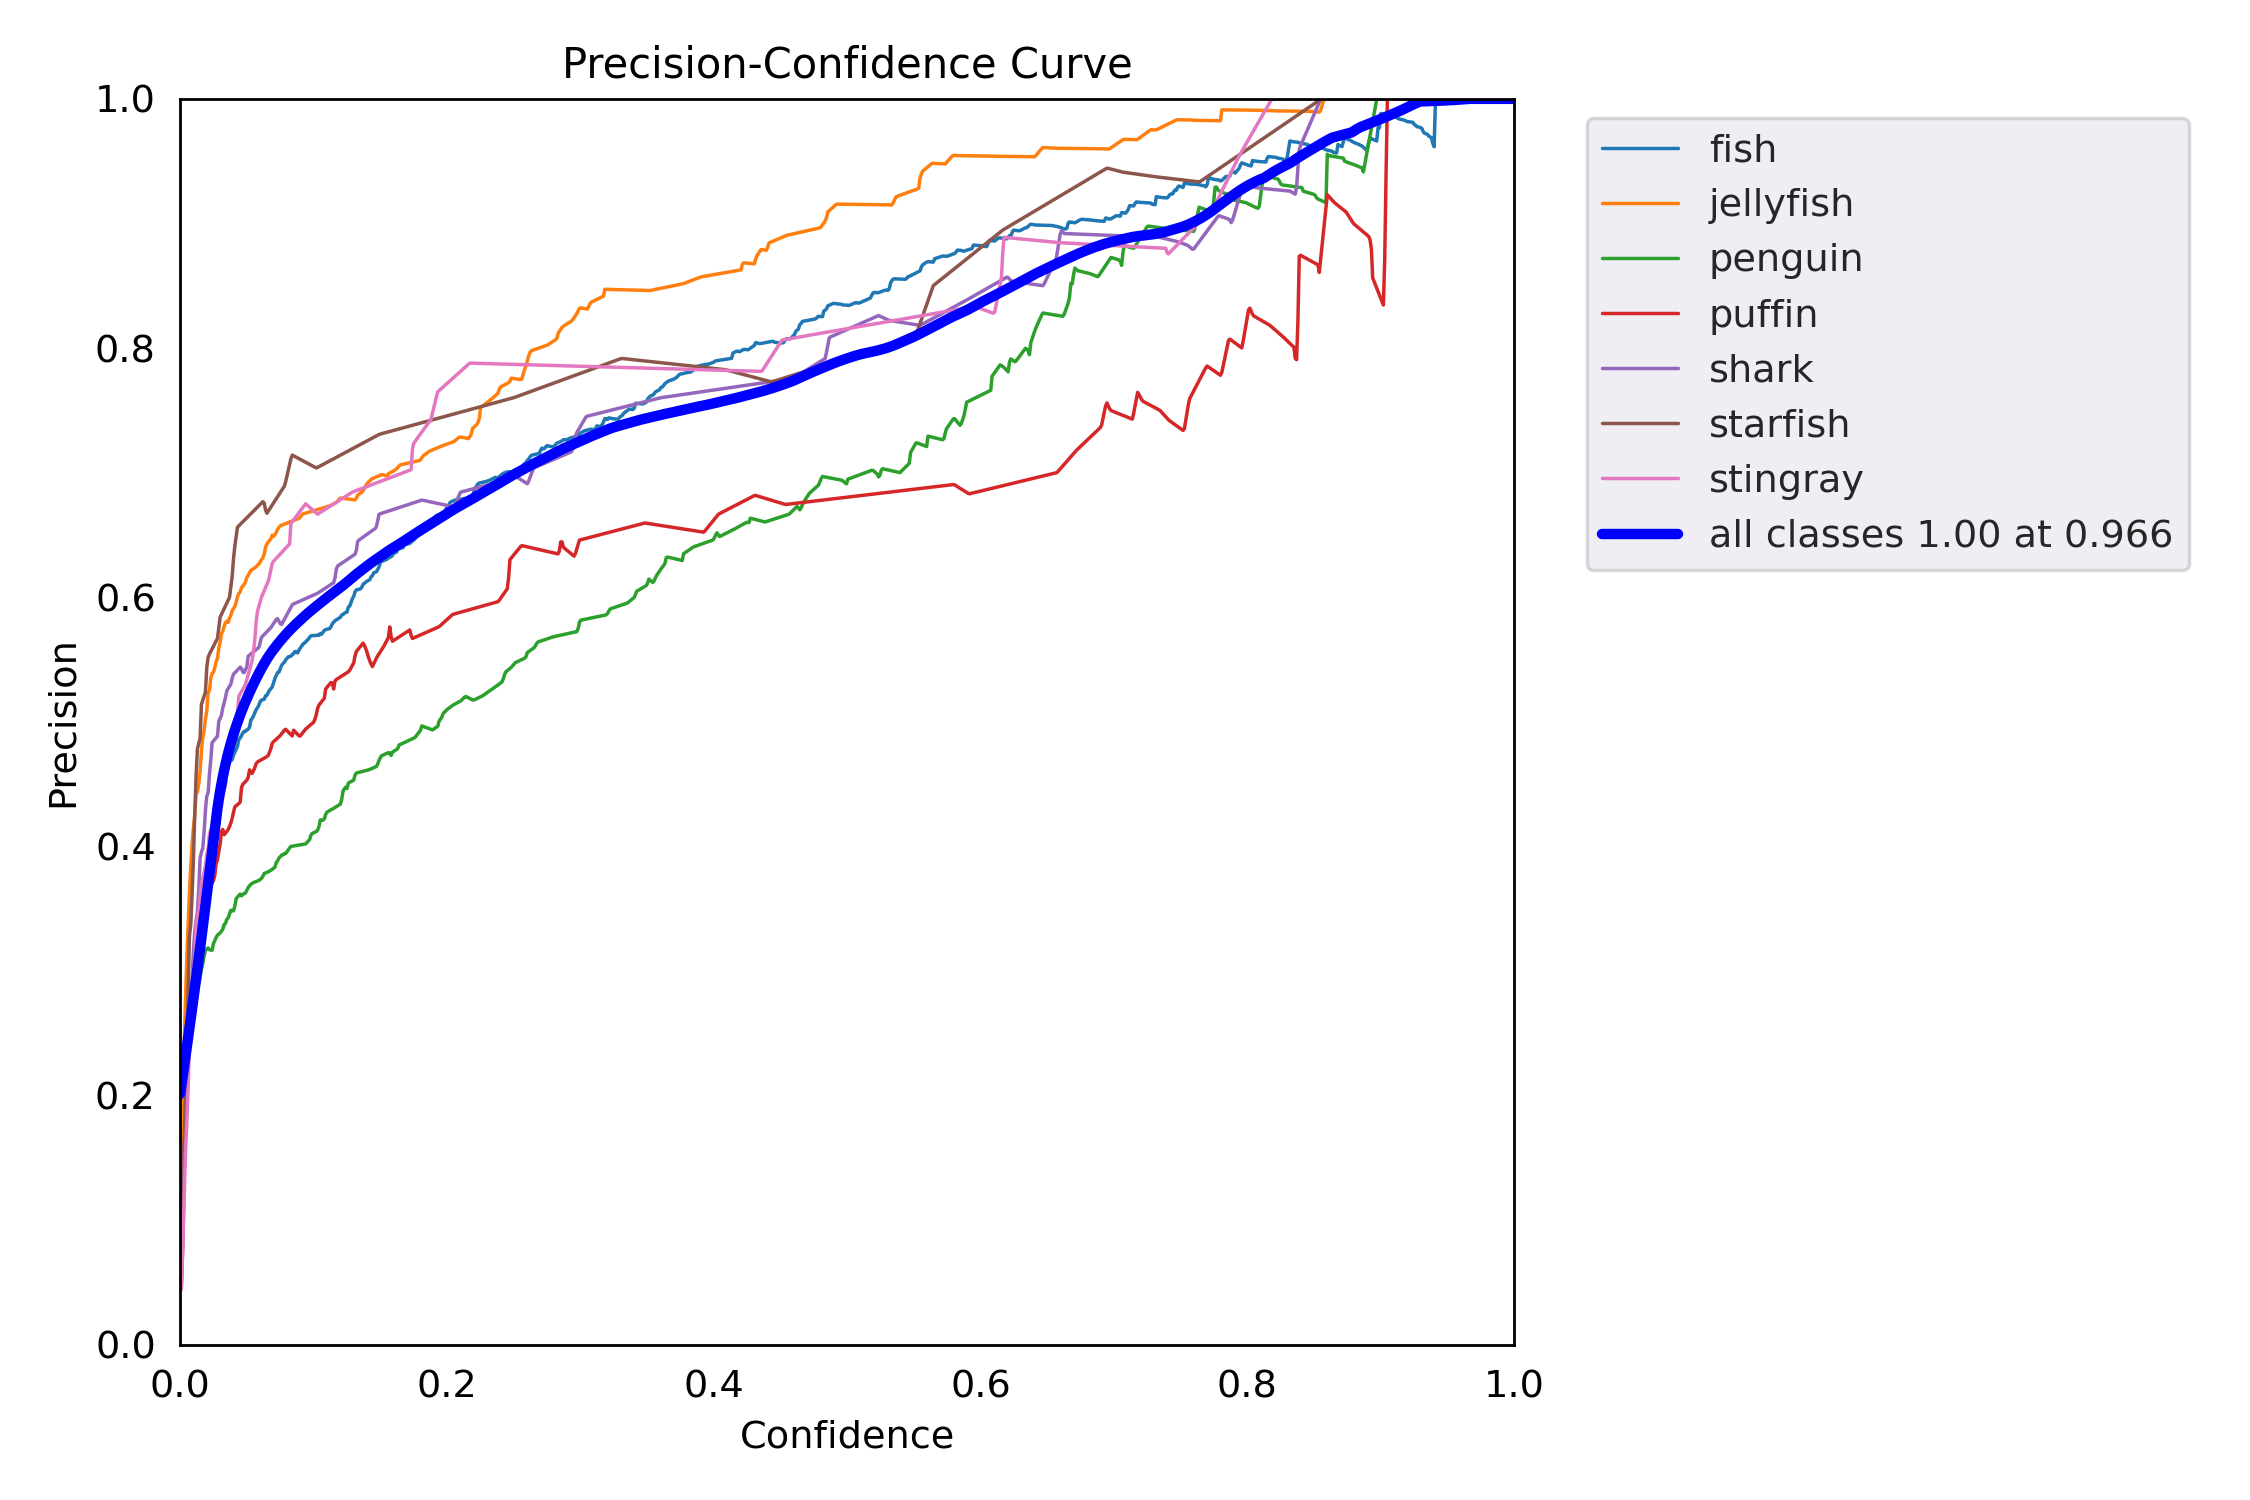 Precision-Confidence Curve
1.0
0.8
0.6
0.4
0.2
0.0
Precision
0.0 0.2 0.4 0.6 0.8 1.0
Confidence
fish
jellyfish
penguin
puffin
shark
starfish
stingray
all classes 1.00 at 0.966